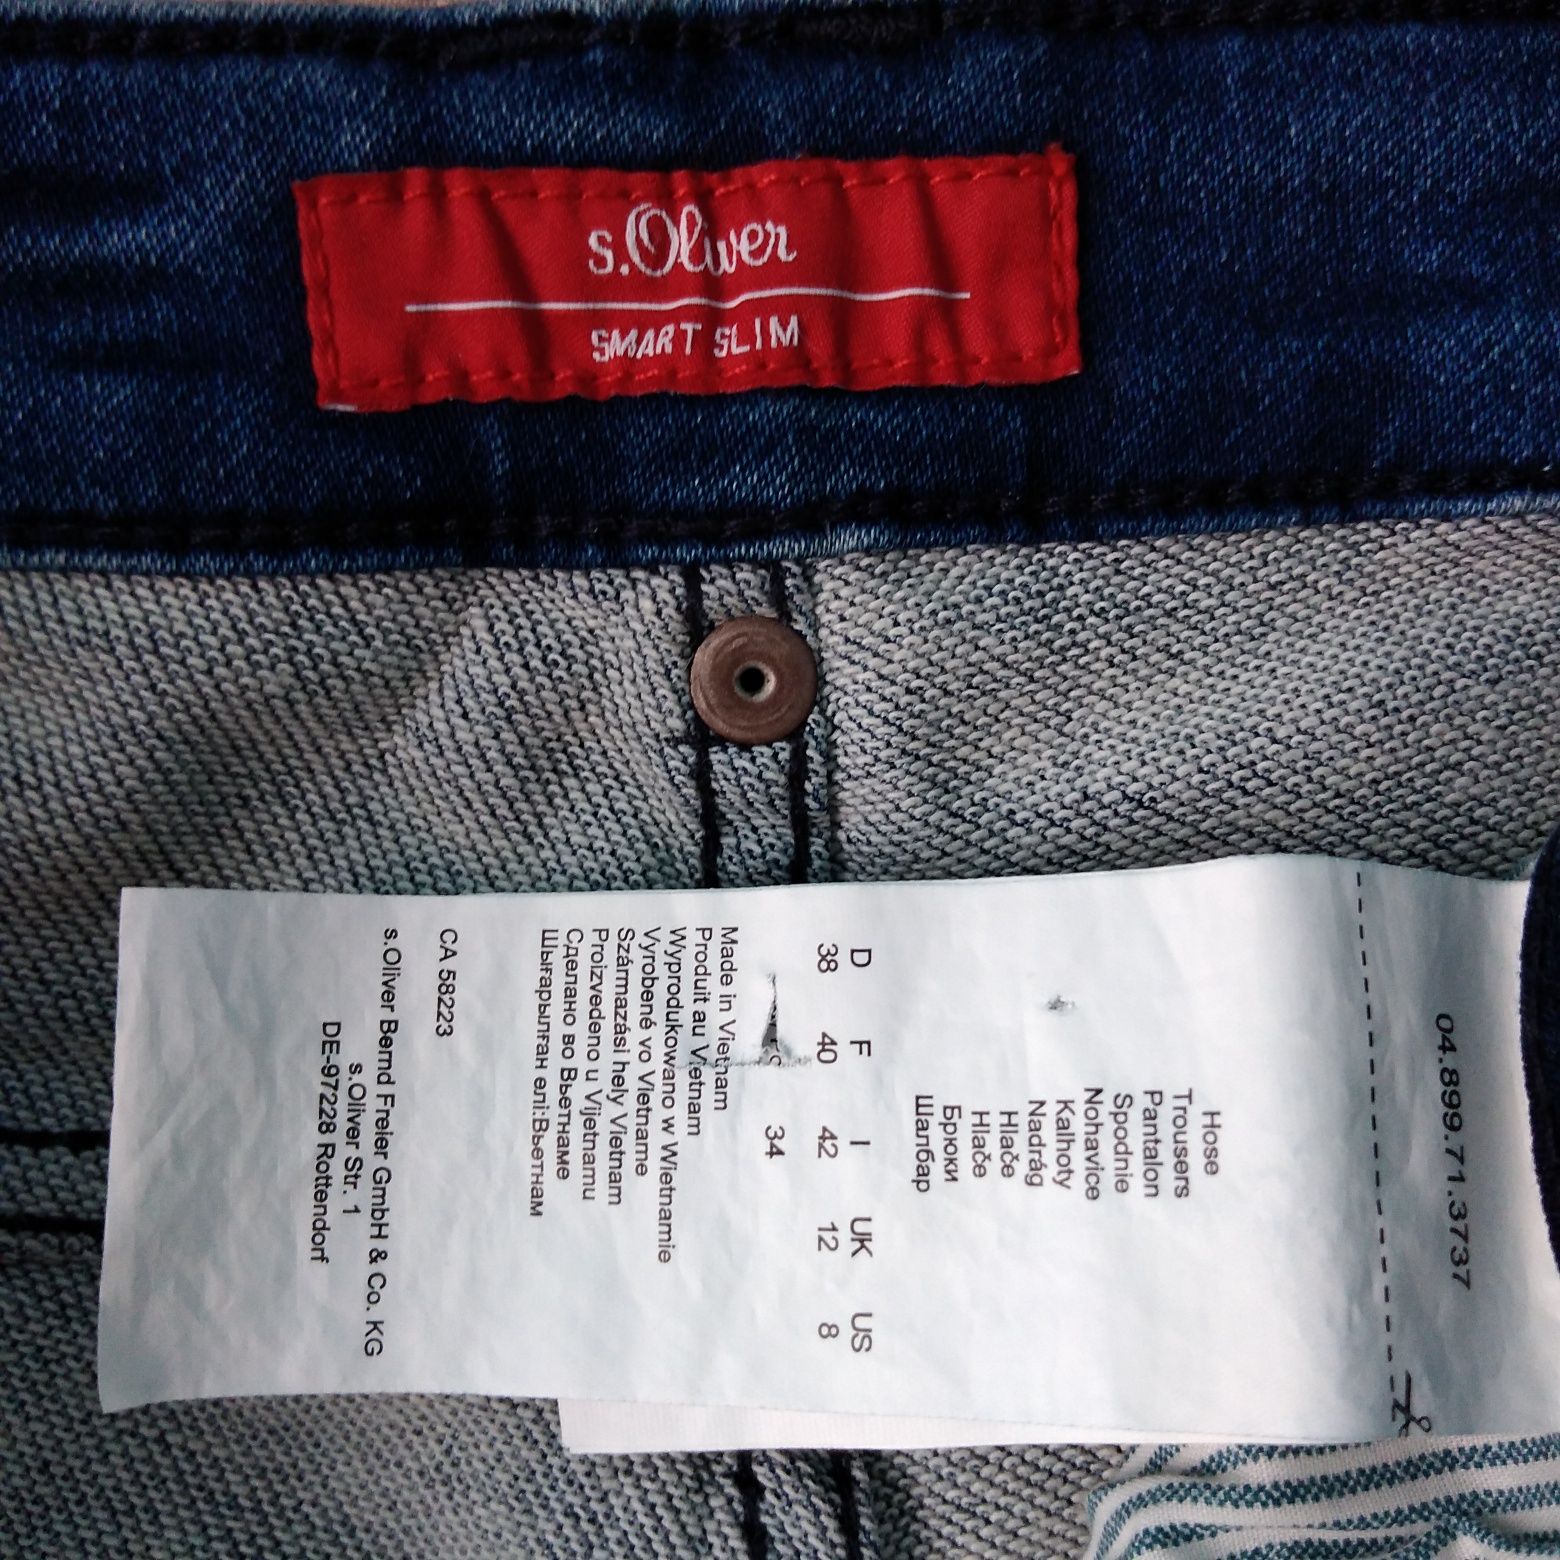 s.Oliver
SMART SLIM
04.899.71.3737
Hose
Trousers
Pantalon
Spodnie
Nohavice
Kalhoty
Nadrág
Hlače
Hlače
Брюки
Шалбар
D F I UK US
38 40 42 12 8
34
Made in Vietnam
Produit au Vietnam
Wyprodukowano w Wietnamie
Vyrobené vo Vietname
Származási hely Vietnam
Proizvedeno u Vijetnamu
Сделано во Вьетнаме
Шығарылған елі:Вьетнам
CA 58223
s.Oliver Bernd Freier GmbH & Co. KG
s.Oliver Str. 1
DE-97228 Rottendorf